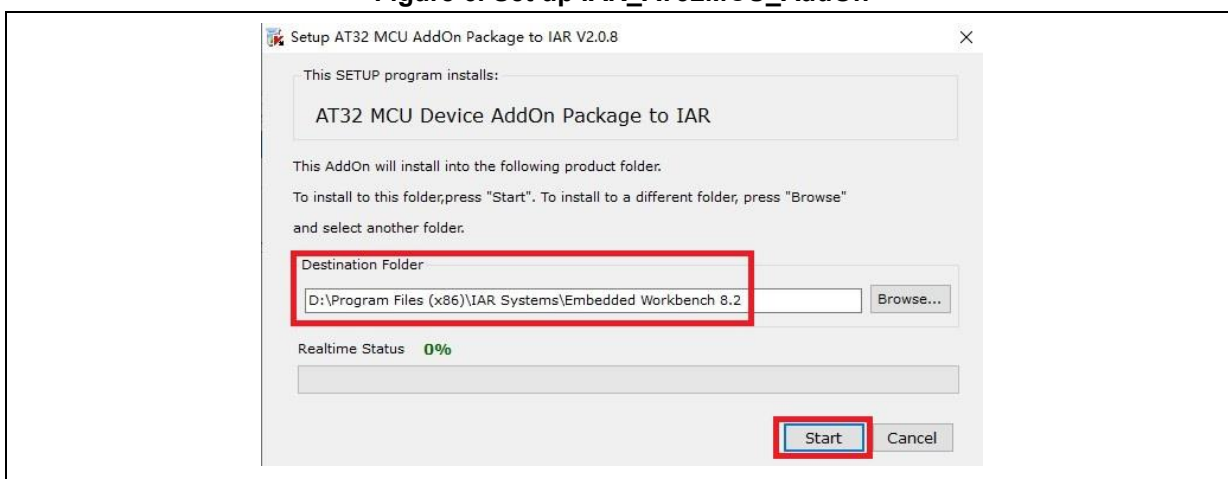 Setup AT32 MCU AddOn Package to IAR V2.0.8
This SETUP program installs:
AT32 MCU Device AddOn Package to IAR
This AddOn will install into the following product folder.
To install to this folder,press "Start". To install to a different folder, press "Browse"
and select another folder.
Destination Folder
D:\Program Files (x86)\IAR Systems\Embedded Workbench 8.2
Browse...
Realtime Status 0%
Start Cancel